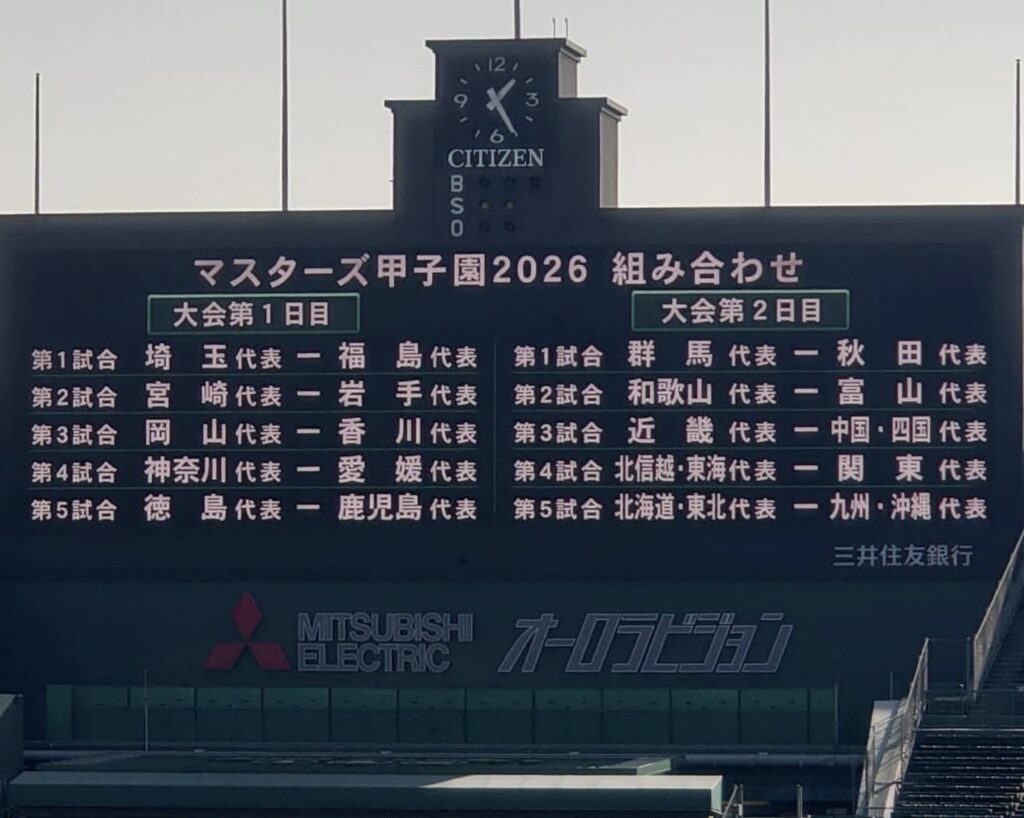 12
9 3
6
CITIZEN
B
S
O
マスターズ甲子園2026 組み合わせ
大会第1日目
第1試合 埼玉代表 ー 福島代表
第2試合 宮崎代表 ー 岩手代表
第3試合 岡山代表 ー 香川代表
第4試合 神奈川代表 ー 愛媛代表
第5試合 徳島代表 ー 鹿児島代表
大会第2日目
第1試合 群馬代表 ー 秋田代表
第2試合 和歌山代表 ー 富山代表
第3試合 近畿代表 ー 中国・四国代表
第4試合 北信越・東海代表 ー 関東代表
第5試合 北海道・東北代表 ー 九州・沖縄代表
三井住友銀行
MITSUBISHI
ELECTRIC
オーロラビジョン